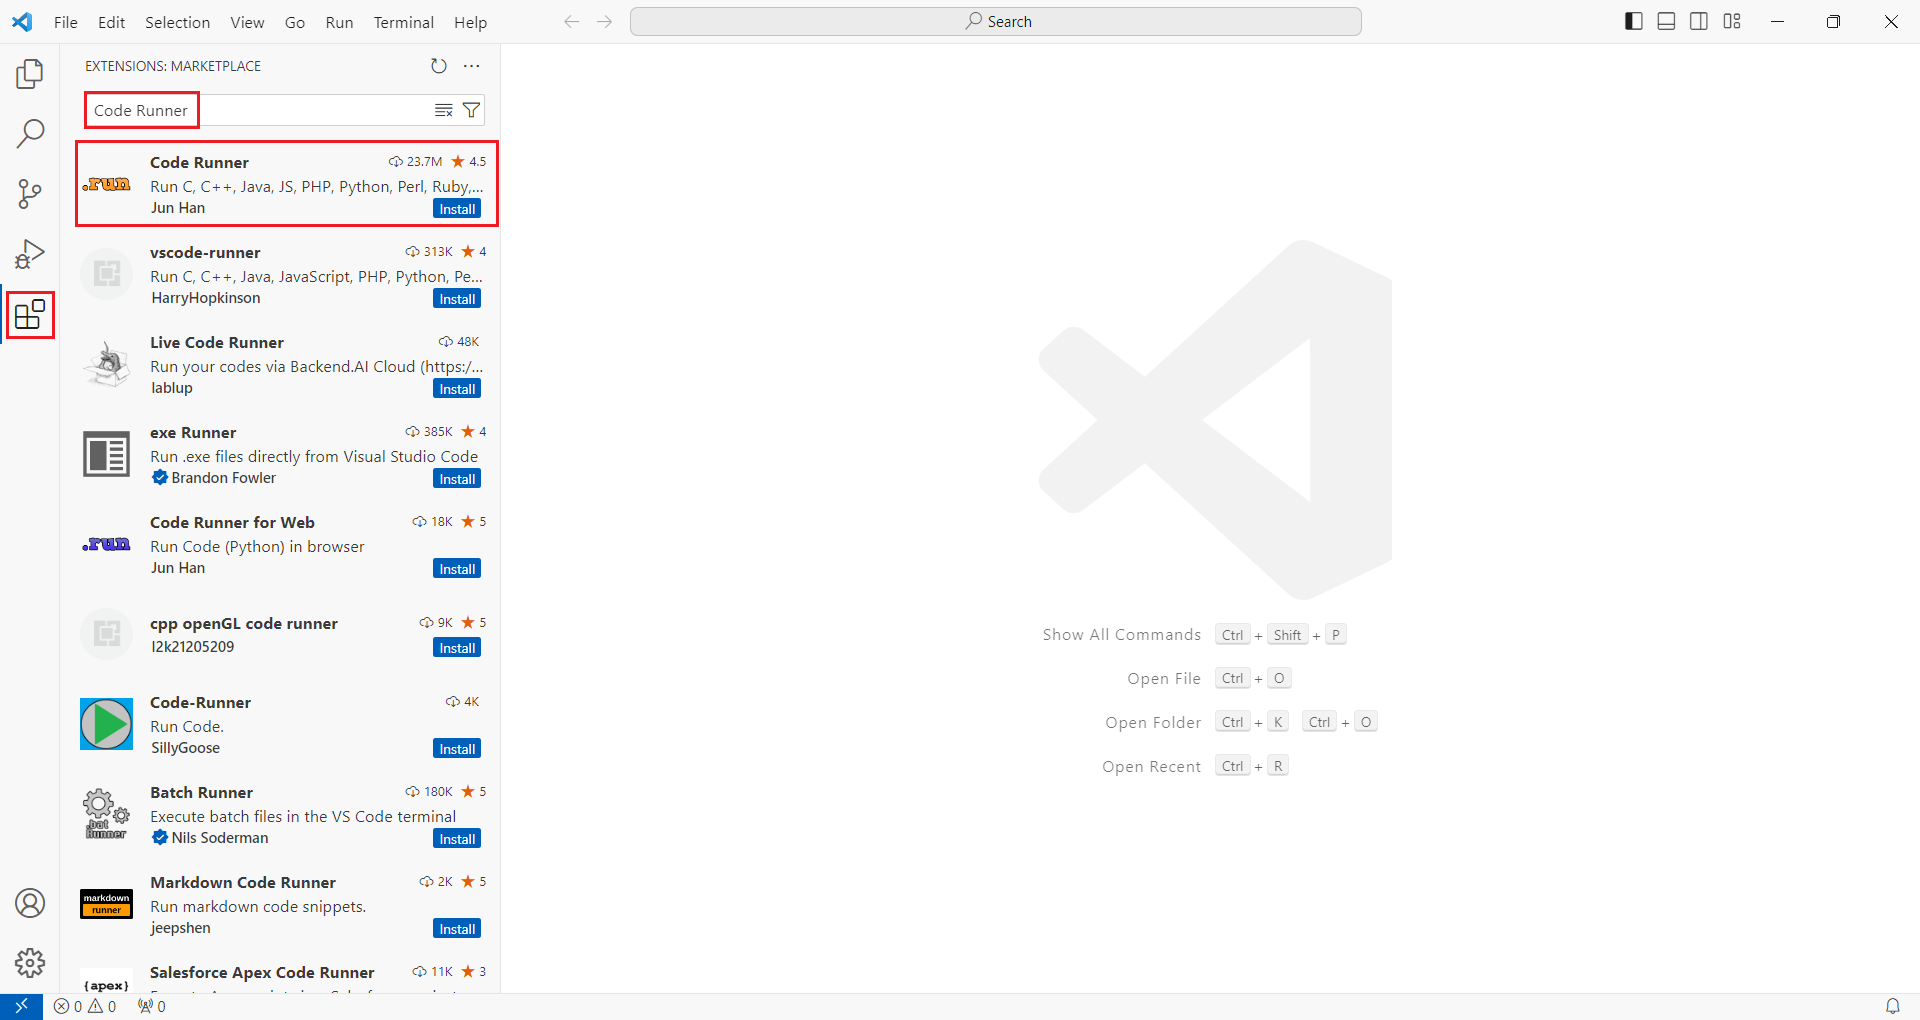 File Edit Selection View Go Run Terminal Help
Search
EXTENSIONS: MARKETPLACE
Code Runner
Code Runner 23.7M 4.5
.run
Run C, C++, Java, JS, PHP, Python, Perl, Ruby,...
Jun Han Install
vscode-runner 313K 4
Run C, C++, Java, JavaScript, PHP, Python, Pe...
HarryHopkinson Install
Live Code Runner 48K
Run your codes via Backend.AI Cloud (https:/...
lablup Install
exe Runner 385K 4
Run .exe files directly from Visual Studio Code
Brandon Fowler Install
Code Runner for Web 18K 5
.run
Run Code (Python) in browser
Jun Han Install
cpp openGL code runner 9K 5
l2k21205209 Install
Code-Runner 4K
Run Code.
SillyGoose Install
Batch Runner 180K 5
.bat
Runner
Execute batch files in the VS Code terminal
Nils Soderman Install
Markdown Code Runner 2K 5
markdown
runner
Run markdown code snippets.
jeepshen Install
Salesforce Apex Code Runner 11K 3
{apex}
Show All Commands Ctrl + Shift + P
Open File Ctrl + O
Open Folder Ctrl + K Ctrl + O
Open Recent Ctrl + R
0 0 0